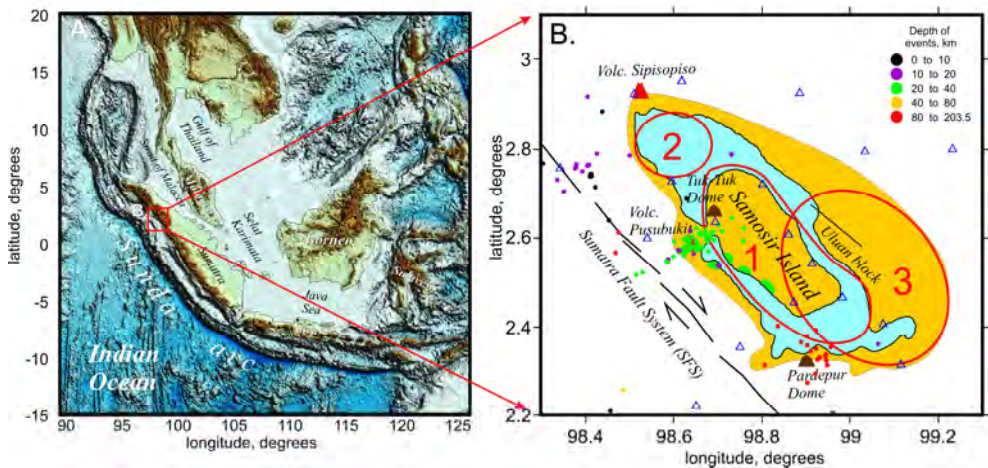 A.
20
15
10
5
0
-5
-10
-15
90
95
100
105
110
115
120
125
latitude, degrees
longitude, degrees
Gulf of
Thailand
Selat
Karimata
Borneo
Sumatra
Java
Sea
Sunda
arc
Indian
Ocean
B.
3
2.8
2.6
2.4
2.2
98.4
98.6
98.8
99
99.2
latitude, degrees
longitude, degrees
Depth of
events, km
0 to 10
10 to 20
20 to 40
40 to 80
80 to 203.5
Volc. Sipisopiso
2
Tuk-Tuk
Dome
Volc.
Pusubukit
1
Samosir Island
Uluan block
3
Sumatra Fault System (SFS)
Pardepur
Dome